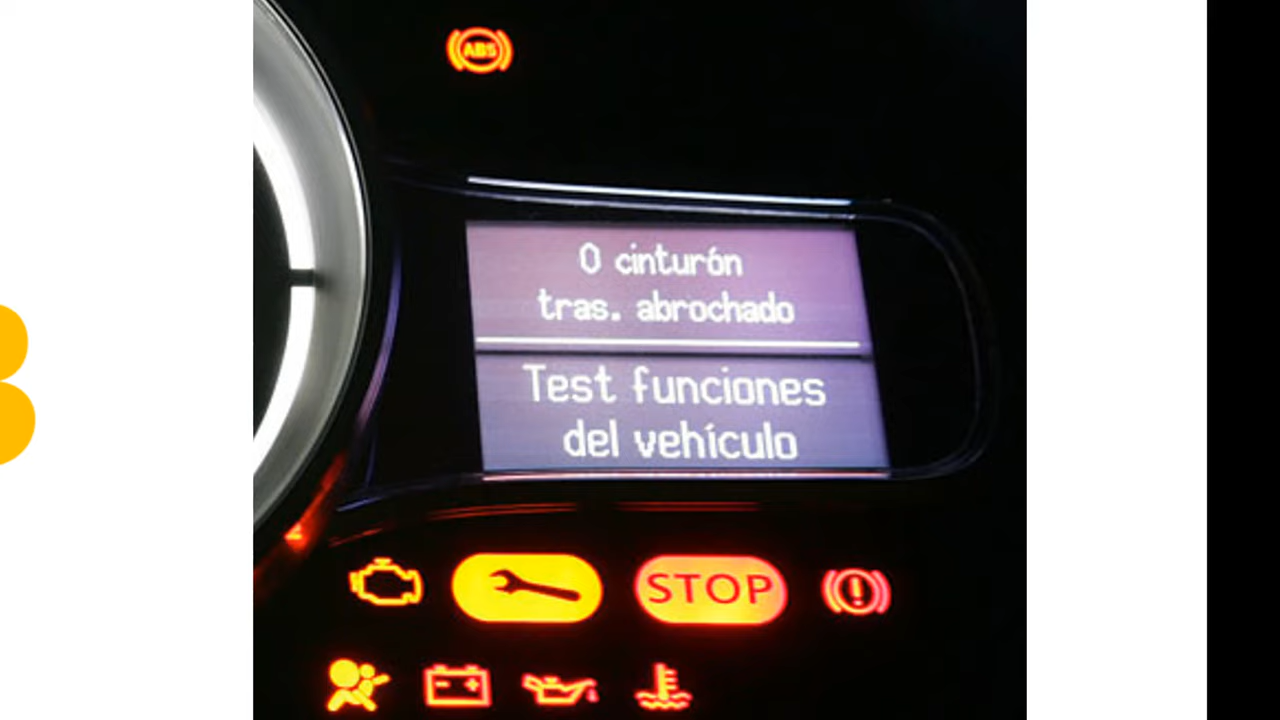 ABS
0 cinturón
tras. abrochado
Test funciones
del vehículo
STOP